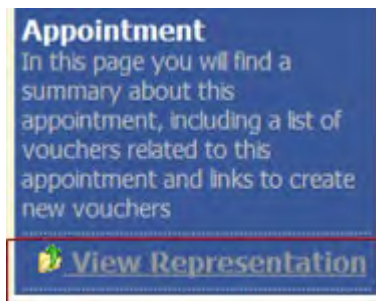 Appointment
In this page you will find a
summary about this
appointment, including a list of
vouchers related to this
appointment and links to create
new vouchers
View Representation